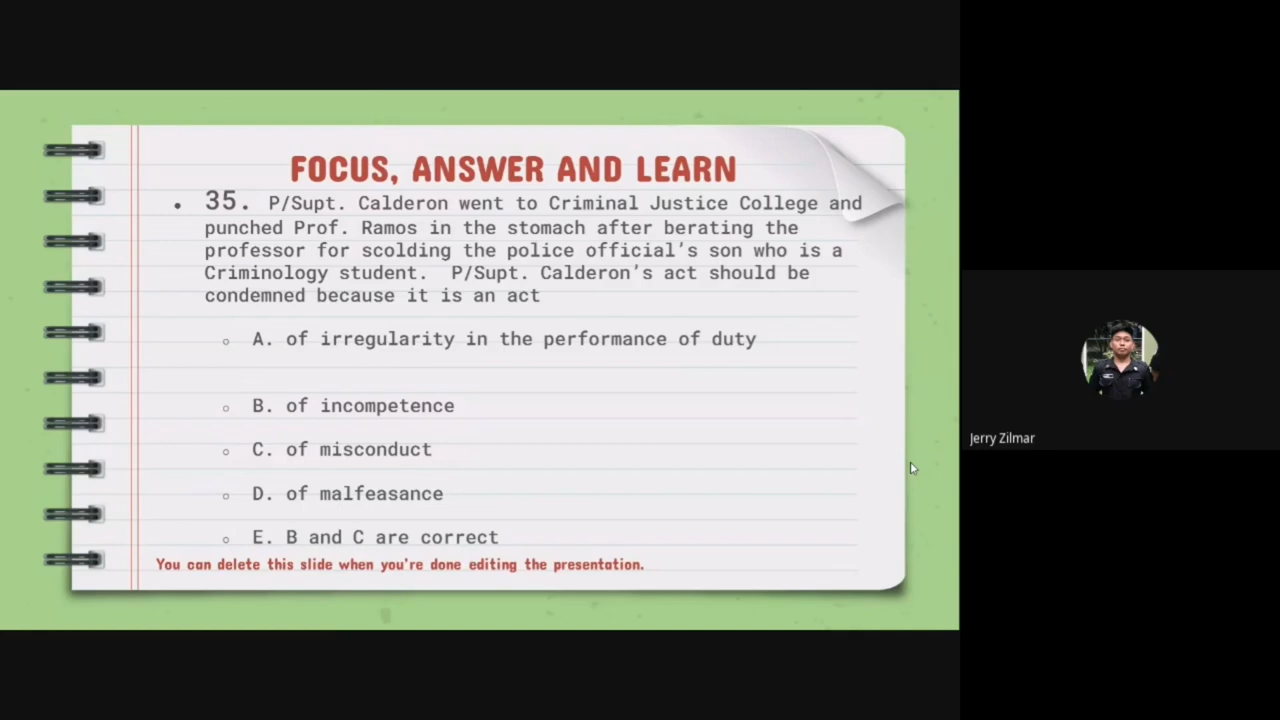 FOCUS, ANSWER AND LEARN
• 35. P/Supt. Calderon went to Criminal Justice College and
punched Prof. Ramos in the stomach after berating the
professor for scolding the police official's son who is a
Criminology student.  P/Supt. Calderon's act should be
condemned because it is an act
○ A. of irregularity in the performance of duty
○ B. of incompetence
○ C. of misconduct
○ D. of malfeasance
○ E. B and C are correct
You can delete this slide when you're done editing the presentation.
Jerry Zilmar